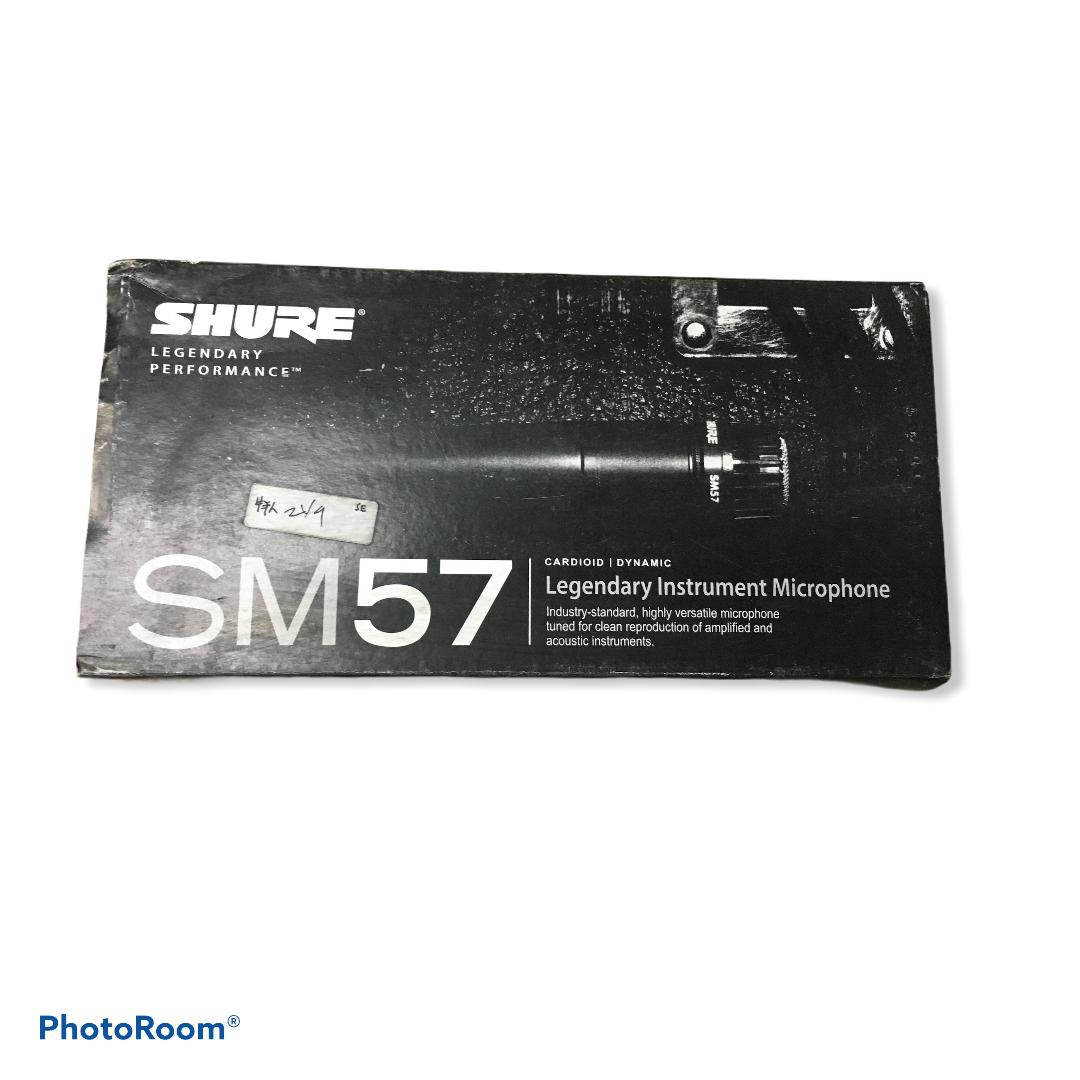 SHURE®
LEGENDARY
PERFORMANCE™
SM57
SE
SM57
CARDIOID | DYNAMIC
Legendary Instrument Microphone
Industry-standard, highly versatile microphone
tuned for clean reproduction of amplified and
acoustic instruments.
PhotoRoom®